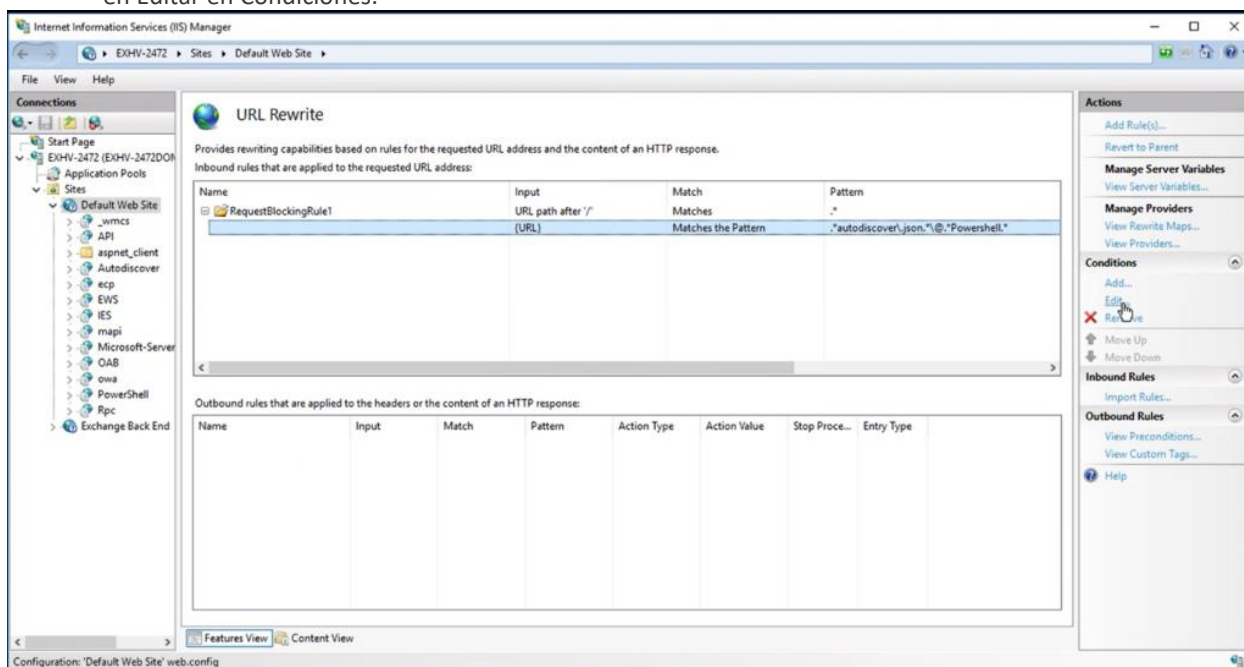 en Editar en Condiciones.
Internet Information Services (IIS) Manager
EXHV-2472 Sites Default Web Site
File View Help
Connections
Start Page
EXHV-2472 (EXHV-2472DON
Application Pools
Sites
Default Web Site
_wmcs
API
aspnet_client
Autodiscover
ecp
EWS
IES
mapi
Microsoft-Server
OAB
owa
PowerShell
Rpc
Exchange Back End
URL Rewrite
Provides rewriting capabilities based on rules for the requested URL address and the content of an HTTP response.
Inbound rules that are applied to the requested URL address:
Name Input Match Pattern
RequestBlockingRule1 URL path after '/' Matches .*
{URL} Matches the Pattern .*autodiscover\.json.*\@.*Powershell.*
Outbound rules that are applied to the headers or the content of an HTTP response:
Name Input Match Pattern Action Type Action Value Stop Proce... Entry Type
Features View Content View
Actions
Add Rule(s)...
Revert to Parent
Manage Server Variables
View Server Variables...
Manage Providers
View Rewrite Maps...
View Providers...
Conditions
Add...
Edit...
Remove
Move Up
Move Down
Inbound Rules
Import Rules...
Outbound Rules
View Preconditions...
View Custom Tags...
Help
Configuration: 'Default Web Site' web.config